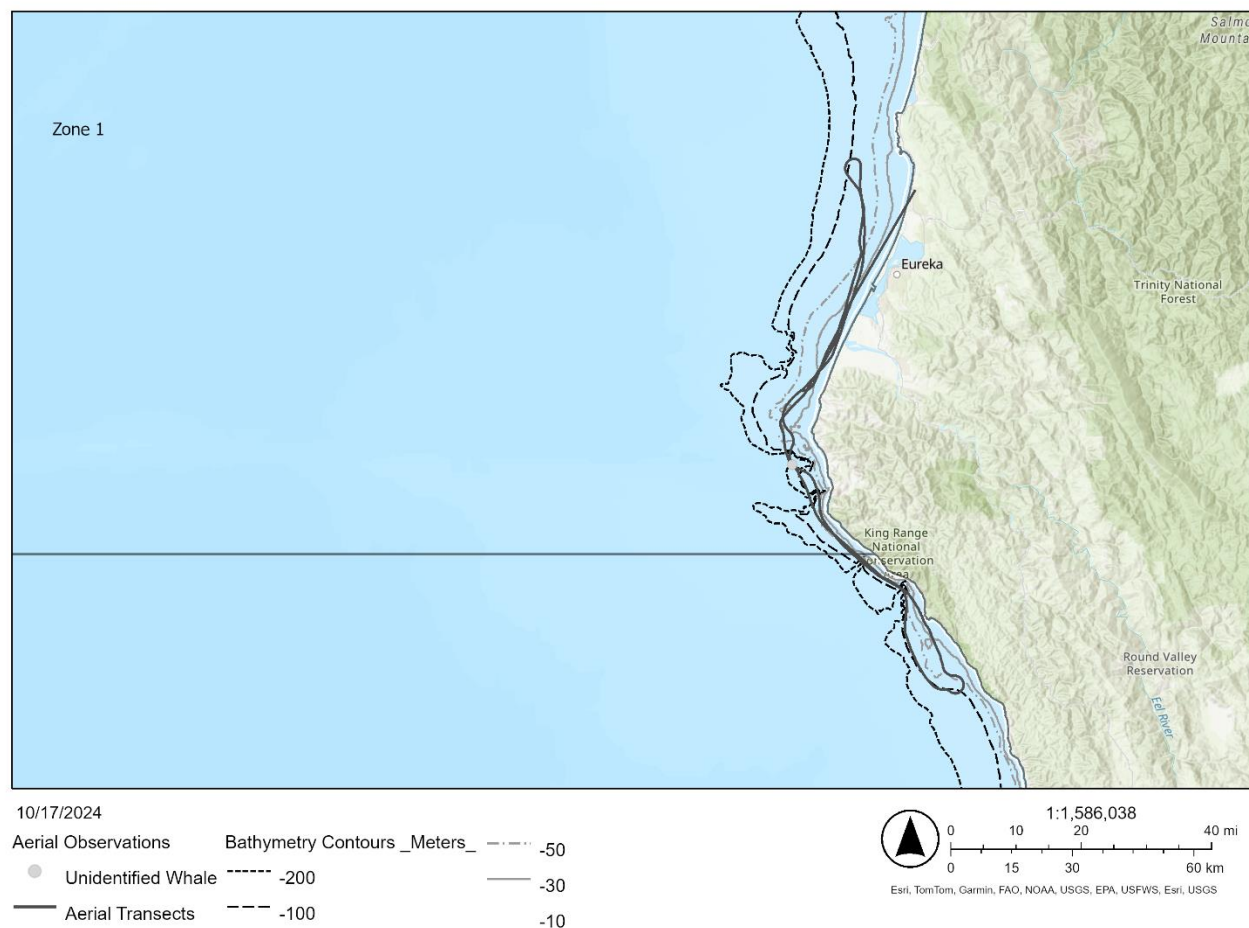 Salm
Mounta
Zone 1
Eureka
Trinity National
Forest
King Range
National
Round Valley
Reservation
Eel River
10/17/2024
Aerial Observations
Unidentified Whale
Aerial Transects
Bathymetry Contours _Meters_
-200
-100
-50
-30
-10
1:1,586,038
0 10 20 40 mi
0 15 30 60 km
Esri, TomTom, Garmin, FAO, NOAA, USGS, EPA, USFWS, Esri, USGS